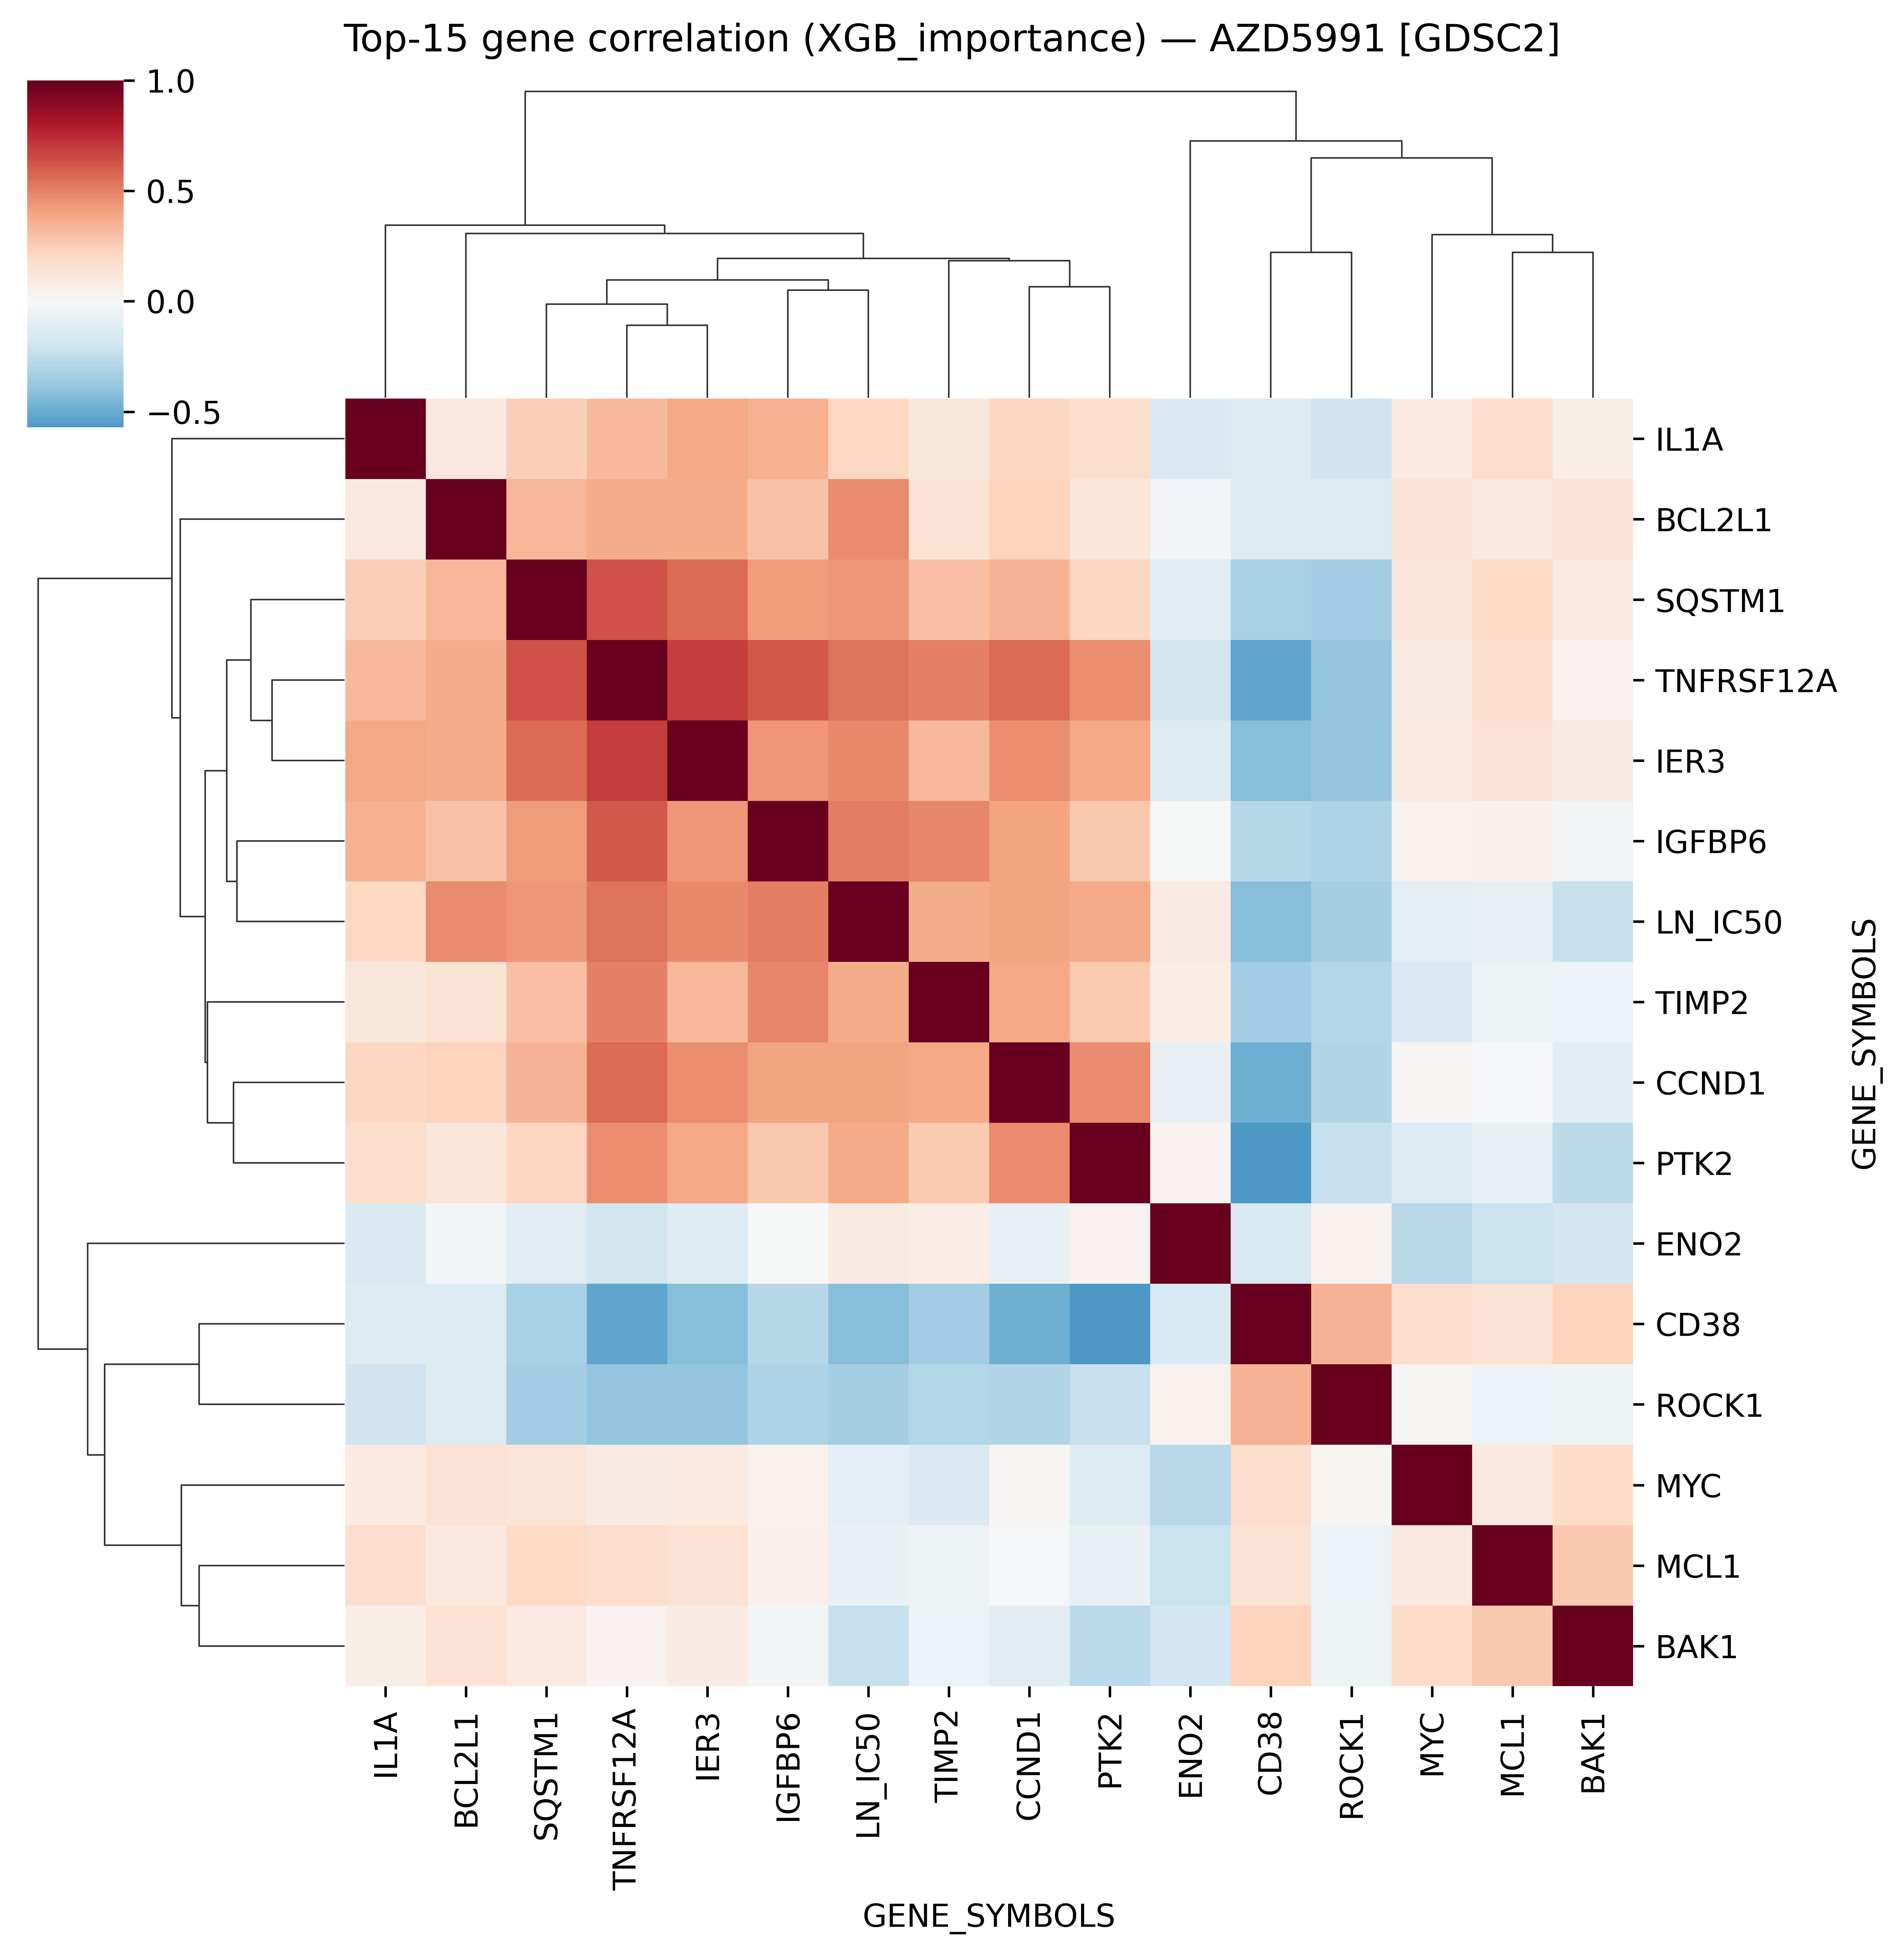 Top-15 gene correlation (XGB_importance) — AZD5991 [GDSC2]
1.0
0.5
0.0
−0.5
IL1A
BCL2L1
SQSTM1
TNFRSF12A
IER3
IGFBP6
LN_IC50
TIMP2
CCND1
PTK2
ENO2
CD38
ROCK1
MYC
MCL1
BAK1
GENE_SYMBOLS
IL1A
BCL2L1
SQSTM1
TNFRSF12A
IER3
IGFBP6
LN_IC50
TIMP2
CCND1
PTK2
ENO2
CD38
ROCK1
MYC
MCL1
BAK1
GENE_SYMBOLS